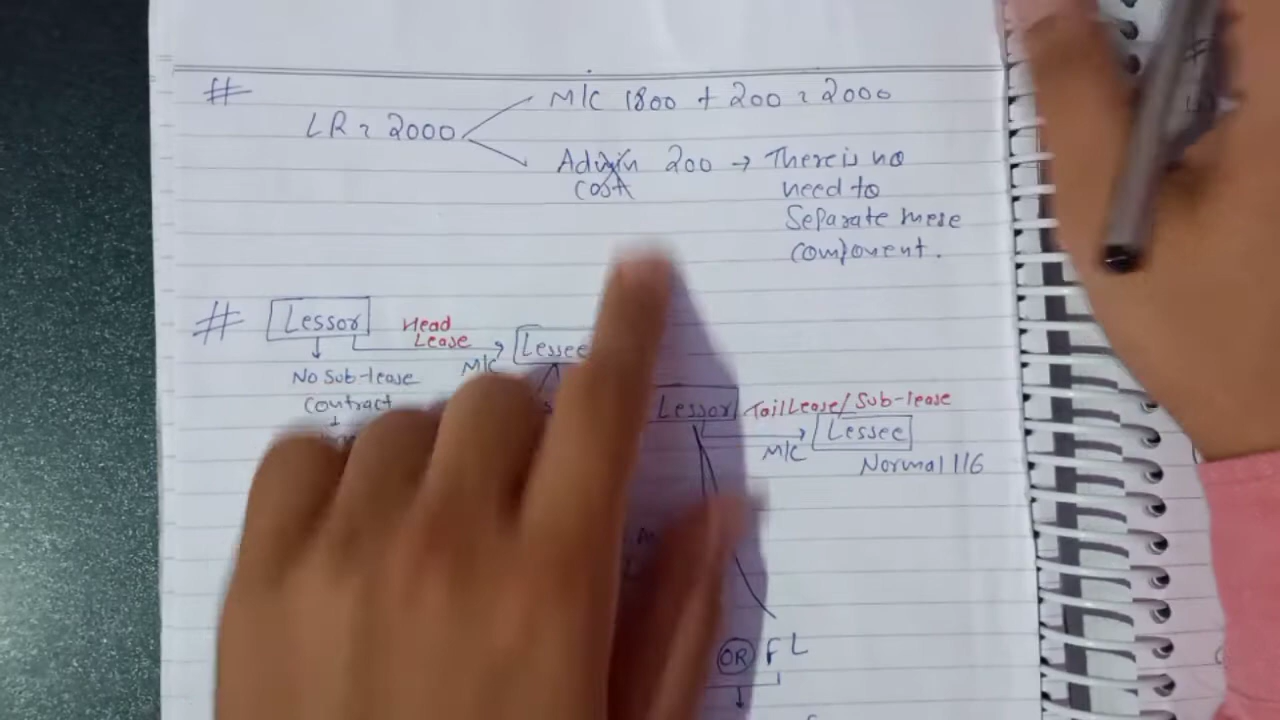 #
M/C 1800 + 200 = 2000
LR = 2000
Admin 200 → There is no
cost need to
Separate these
component.
# Lessor Head
Lease
M/C Lessee
No Sub-lease
Contract
Lessor Tail Lease/Sub-lease
M/C Lessee
Normal 116
OR FL